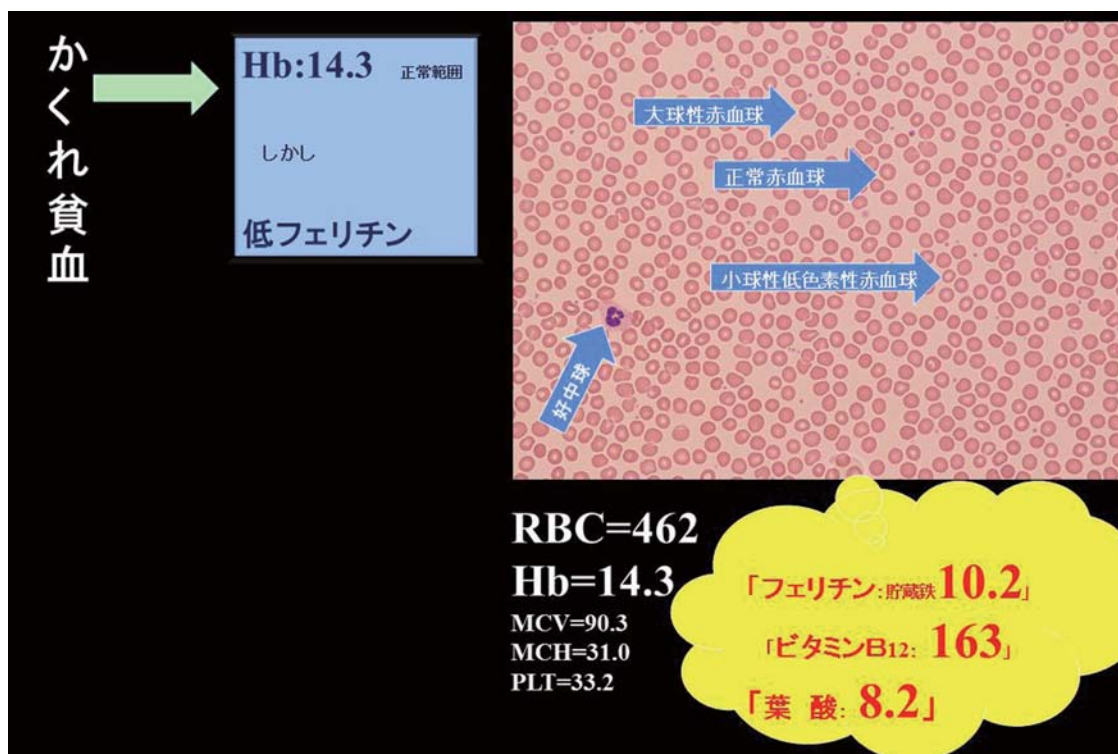 かくれ貧血
Hb:14.3 正常範囲
しかし
低フェリチン
大球性赤血球
正常赤血球
小球性低色素性赤血球
好中球
RBC=462
Hb=14.3
MCV=90.3
MCH=31.0
PLT=33.2
「フェリチン:貯蔵鉄10.2」
「ビタミンB12: 163」
「葉 酸: 8.2」